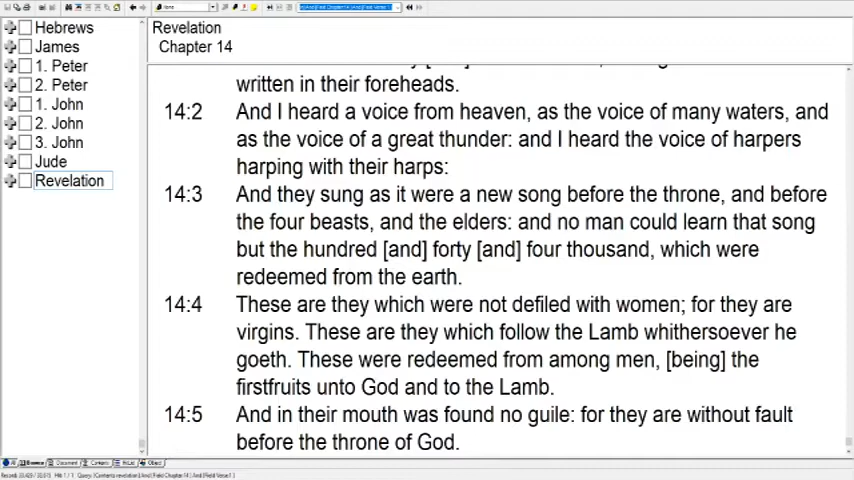 Hebrews
James
1. Peter
2. Peter
1. John
2. John
3. John
Jude
Revelation
Revelation
Chapter 14
written in their foreheads.
14:2 And I heard a voice from heaven, as the voice of many waters, and
as the voice of a great thunder: and I heard the voice of harpers
harping with their harps:
14:3 And they sung as it were a new song before the throne, and before
the four beasts, and the elders: and no man could learn that song
but the hundred [and] forty [and] four thousand, which were
redeemed from the earth.
14:4 These are they which were not defiled with women; for they are
virgins. These are they which follow the Lamb whithersoever he
goeth. These were redeemed from among men, [being] the
firstfruits unto God and to the Lamb.
14:5 And in their mouth was found no guile: for they are without fault
before the throne of God.
All Browse Document Contents Hit List Object